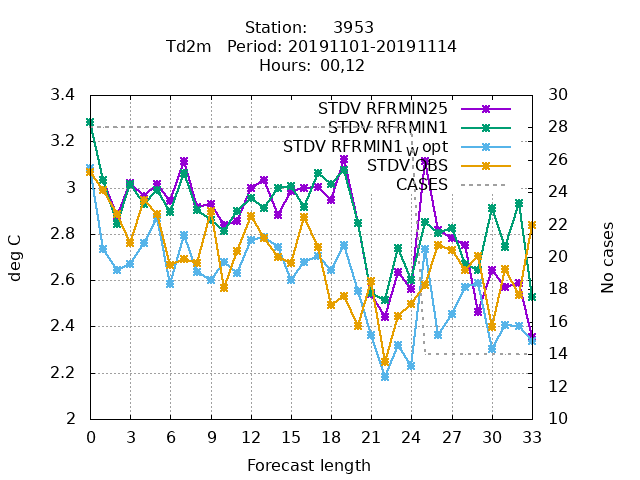 Station: 3953
Td2m Period: 20191101-20191114
Hours: 00,12
STDV RFRMIN25
STDV RFRMIN1
STDV RFRMIN1_w opt
STDV OBS
CASES
deg C
3.4
3.2
3
2.8
2.6
2.4
2.2
2
No cases
30
28
26
24
22
20
18
16
14
12
10
0 3 6 9 12 15 18 21 24 27 30 33
Forecast length